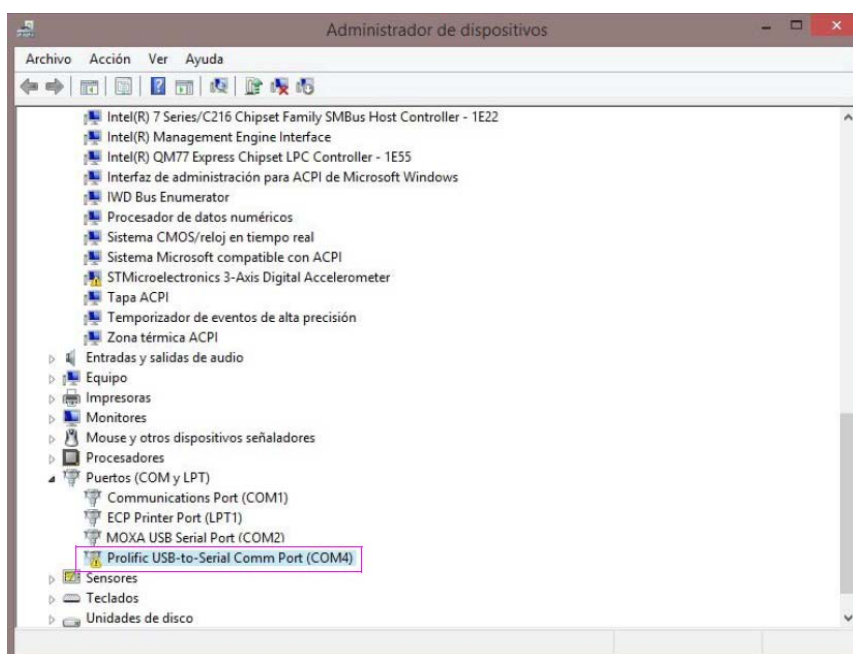 Administrador de dispositivos
Archivo Acción Ver Ayuda
Intel(R) 7 Series/C216 Chipset Family SMBus Host Controller - 1E22
Intel(R) Management Engine Interface
Intel(R) QM77 Express Chipset LPC Controller - 1E55
Interfaz de administración para ACPI de Microsoft Windows
IWD Bus Enumerator
Procesador de datos numéricos
Sistema CMOS/reloj en tiempo real
Sistema Microsoft compatible con ACPI
STMicroelectronics 3-Axis Digital Accelerometer
Tapa ACPI
Temporizador de eventos de alta precisión
Zona térmica ACPI
Entradas y salidas de audio
Equipo
Impresoras
Monitores
Mouse y otros dispositivos señaladores
Procesadores
Puertos (COM y LPT)
Communications Port (COM1)
ECP Printer Port (LPT1)
MOXA USB Serial Port (COM2)
Prolific USB-to-Serial Comm Port (COM4)
Sensores
Teclados
Unidades de disco